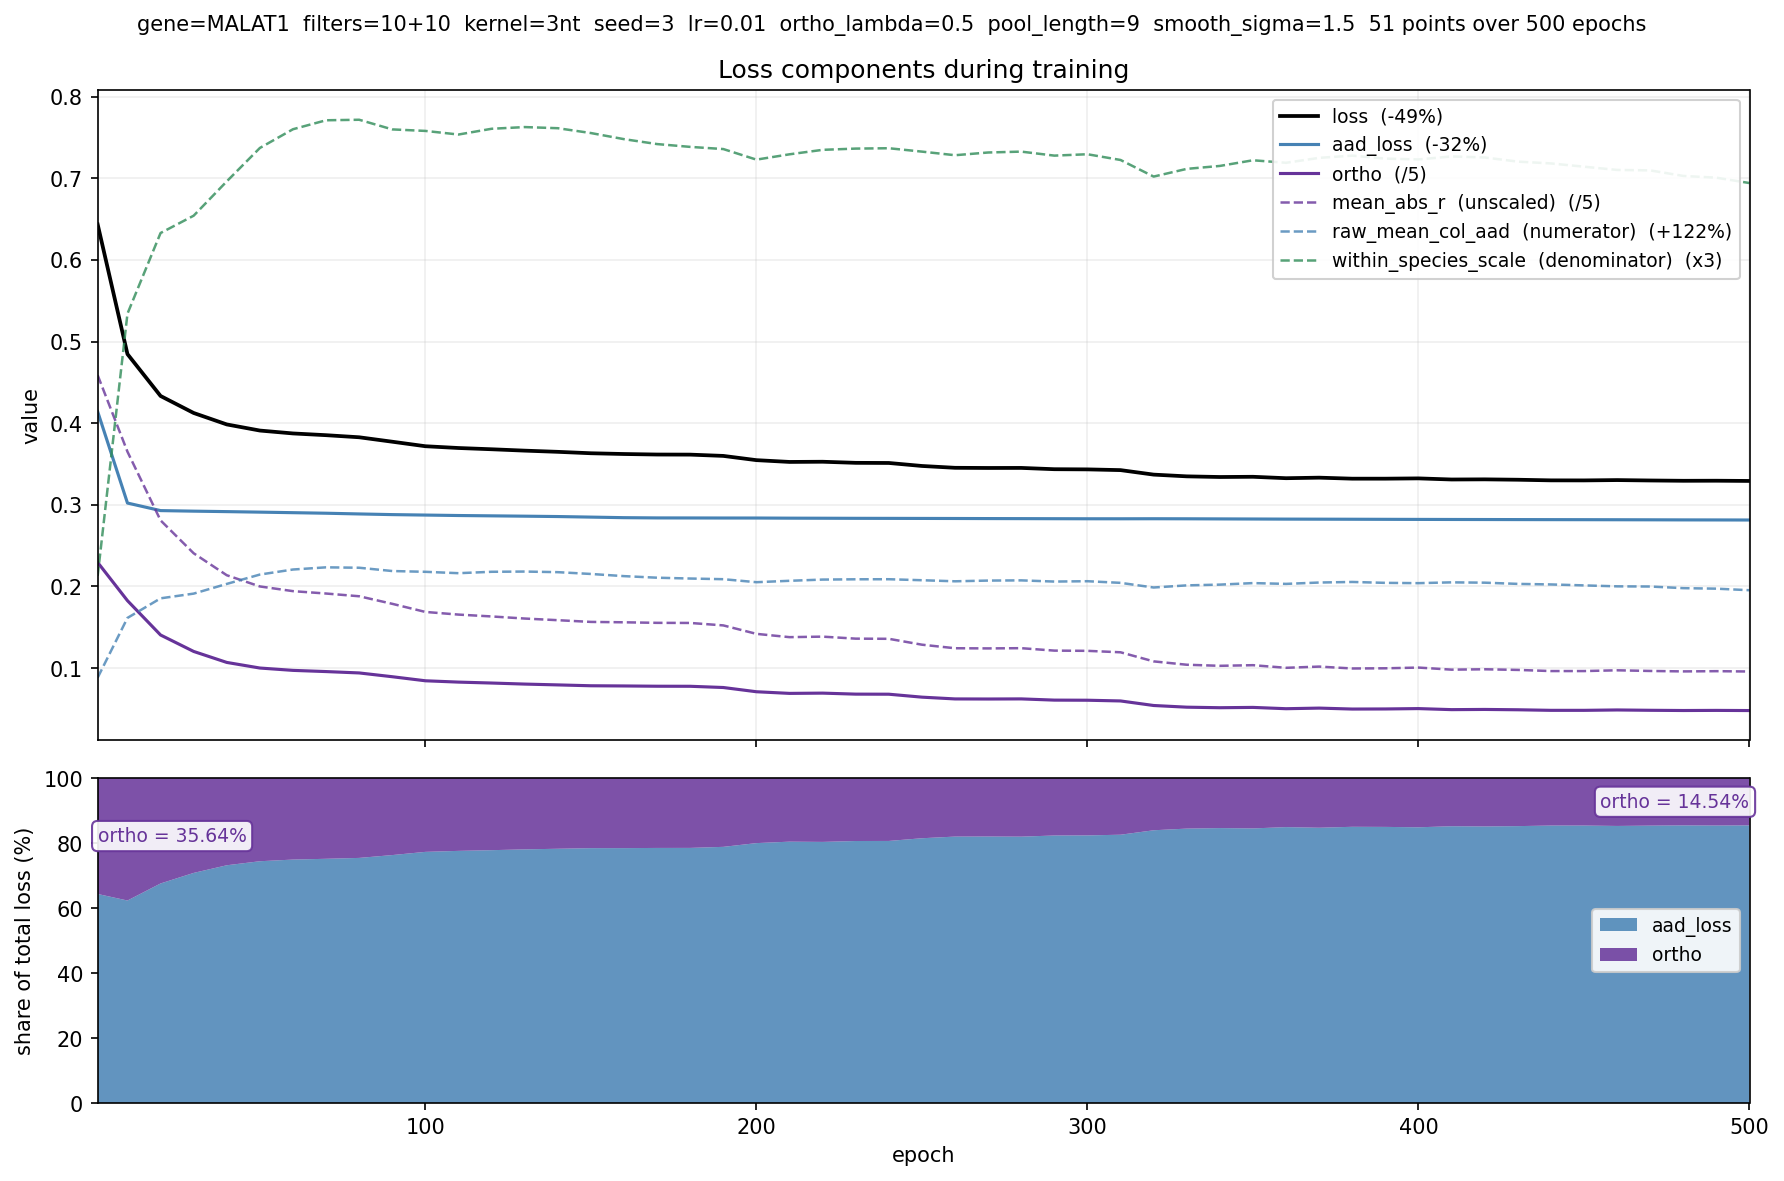 gene=MALAT1  filters=10+10  kernel=3nt  seed=3  lr=0.01  ortho_lambda=0.5  pool_length=9  smooth_sigma=1.5  51 points over 500 epochs
Loss components during training
loss  (-49%)
aad_loss  (-32%)
ortho  (/5)
mean_abs_r  (unscaled)  (/5)
raw_mean_col_aad  (numerator)  (+122%)
within_species_scale  (denominator)  (x3)
value
0.8
0.7
0.6
0.5
0.4
0.3
0.2
0.1
share of total loss (%)
100
80
60
40
20
0
ortho = 35.64%
ortho = 14.54%
aad_loss
ortho
100
200
300
400
500
epoch